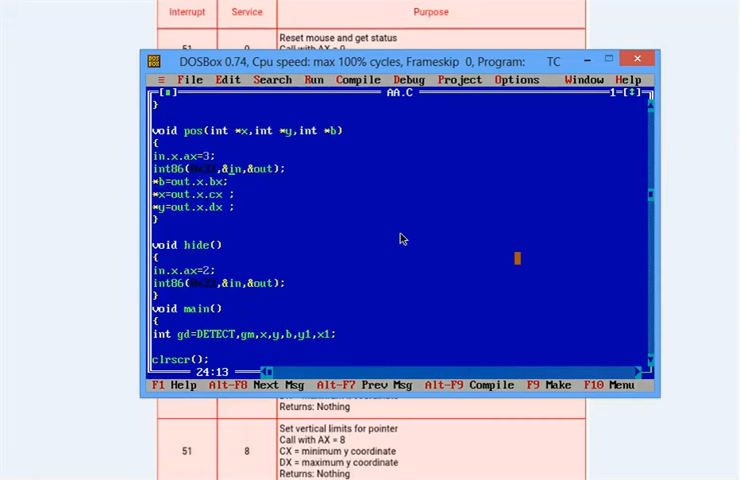 Interrupt Service Purpose
Reset mouse and get status
Call with AX = 0
51 0
DOSBox 0.74, Cpu speed: max 100% cycles, Frameskip 0, Program: TC
≡ File Edit Search Run Compile Debug Project Options Window Help
[■] AA.C 1=[↕]
}
void pos(int *x,int *y,int *b)
{
in.x.ax=3;
int86( ,&in,&out);
*b=out.x.bx;
*x=out.x.cx ;
*y=out.x.dx ;
}
void hide()
{
in.x.ax=2;
int86( ,&in,&out);
}
void main()
{
int gd=DETECT,gm,x,y,b,y1,x1;
clrscr();
24:13
F1 Help Alt-F8 Next Msg Alt-F7 Prev Msg Alt-F9 Compile F9 Make F10 Menu
Returns: Nothing
Set vertical limits for pointer
Call with AX = 8
51 8 CX = minimum y coordinate
DX = maximum y coordinate
Returns: Nothing